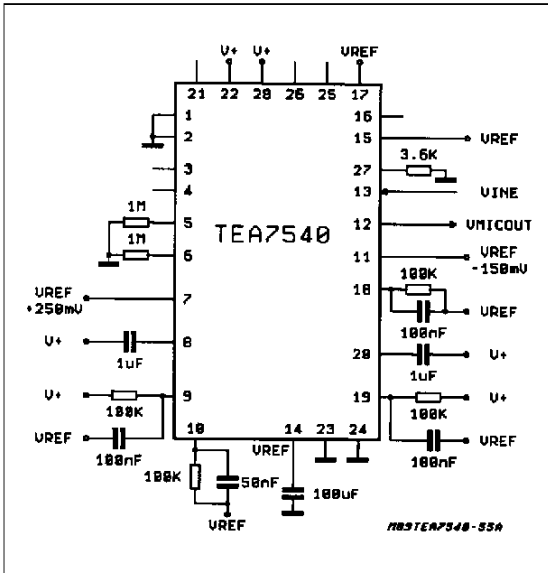 V+ V+ VREF
21 22 28 26 25 17
1 16
2 15 VREF
3 27 3.6K
4 13 VINE
1M 5 12 VMICOUT
1M 6 TEA7540 11 VREF -150mV
VREF +250mV 7 18 100K
100nF VREF
V+ 1uF 8 20 1uF V+
V+ 100K 9 19 100K V+
VREF 100nF 100nF VREF
10 14 23 24
VREF
100K 50nF 100uF
VREF
M89TEA7540-55A